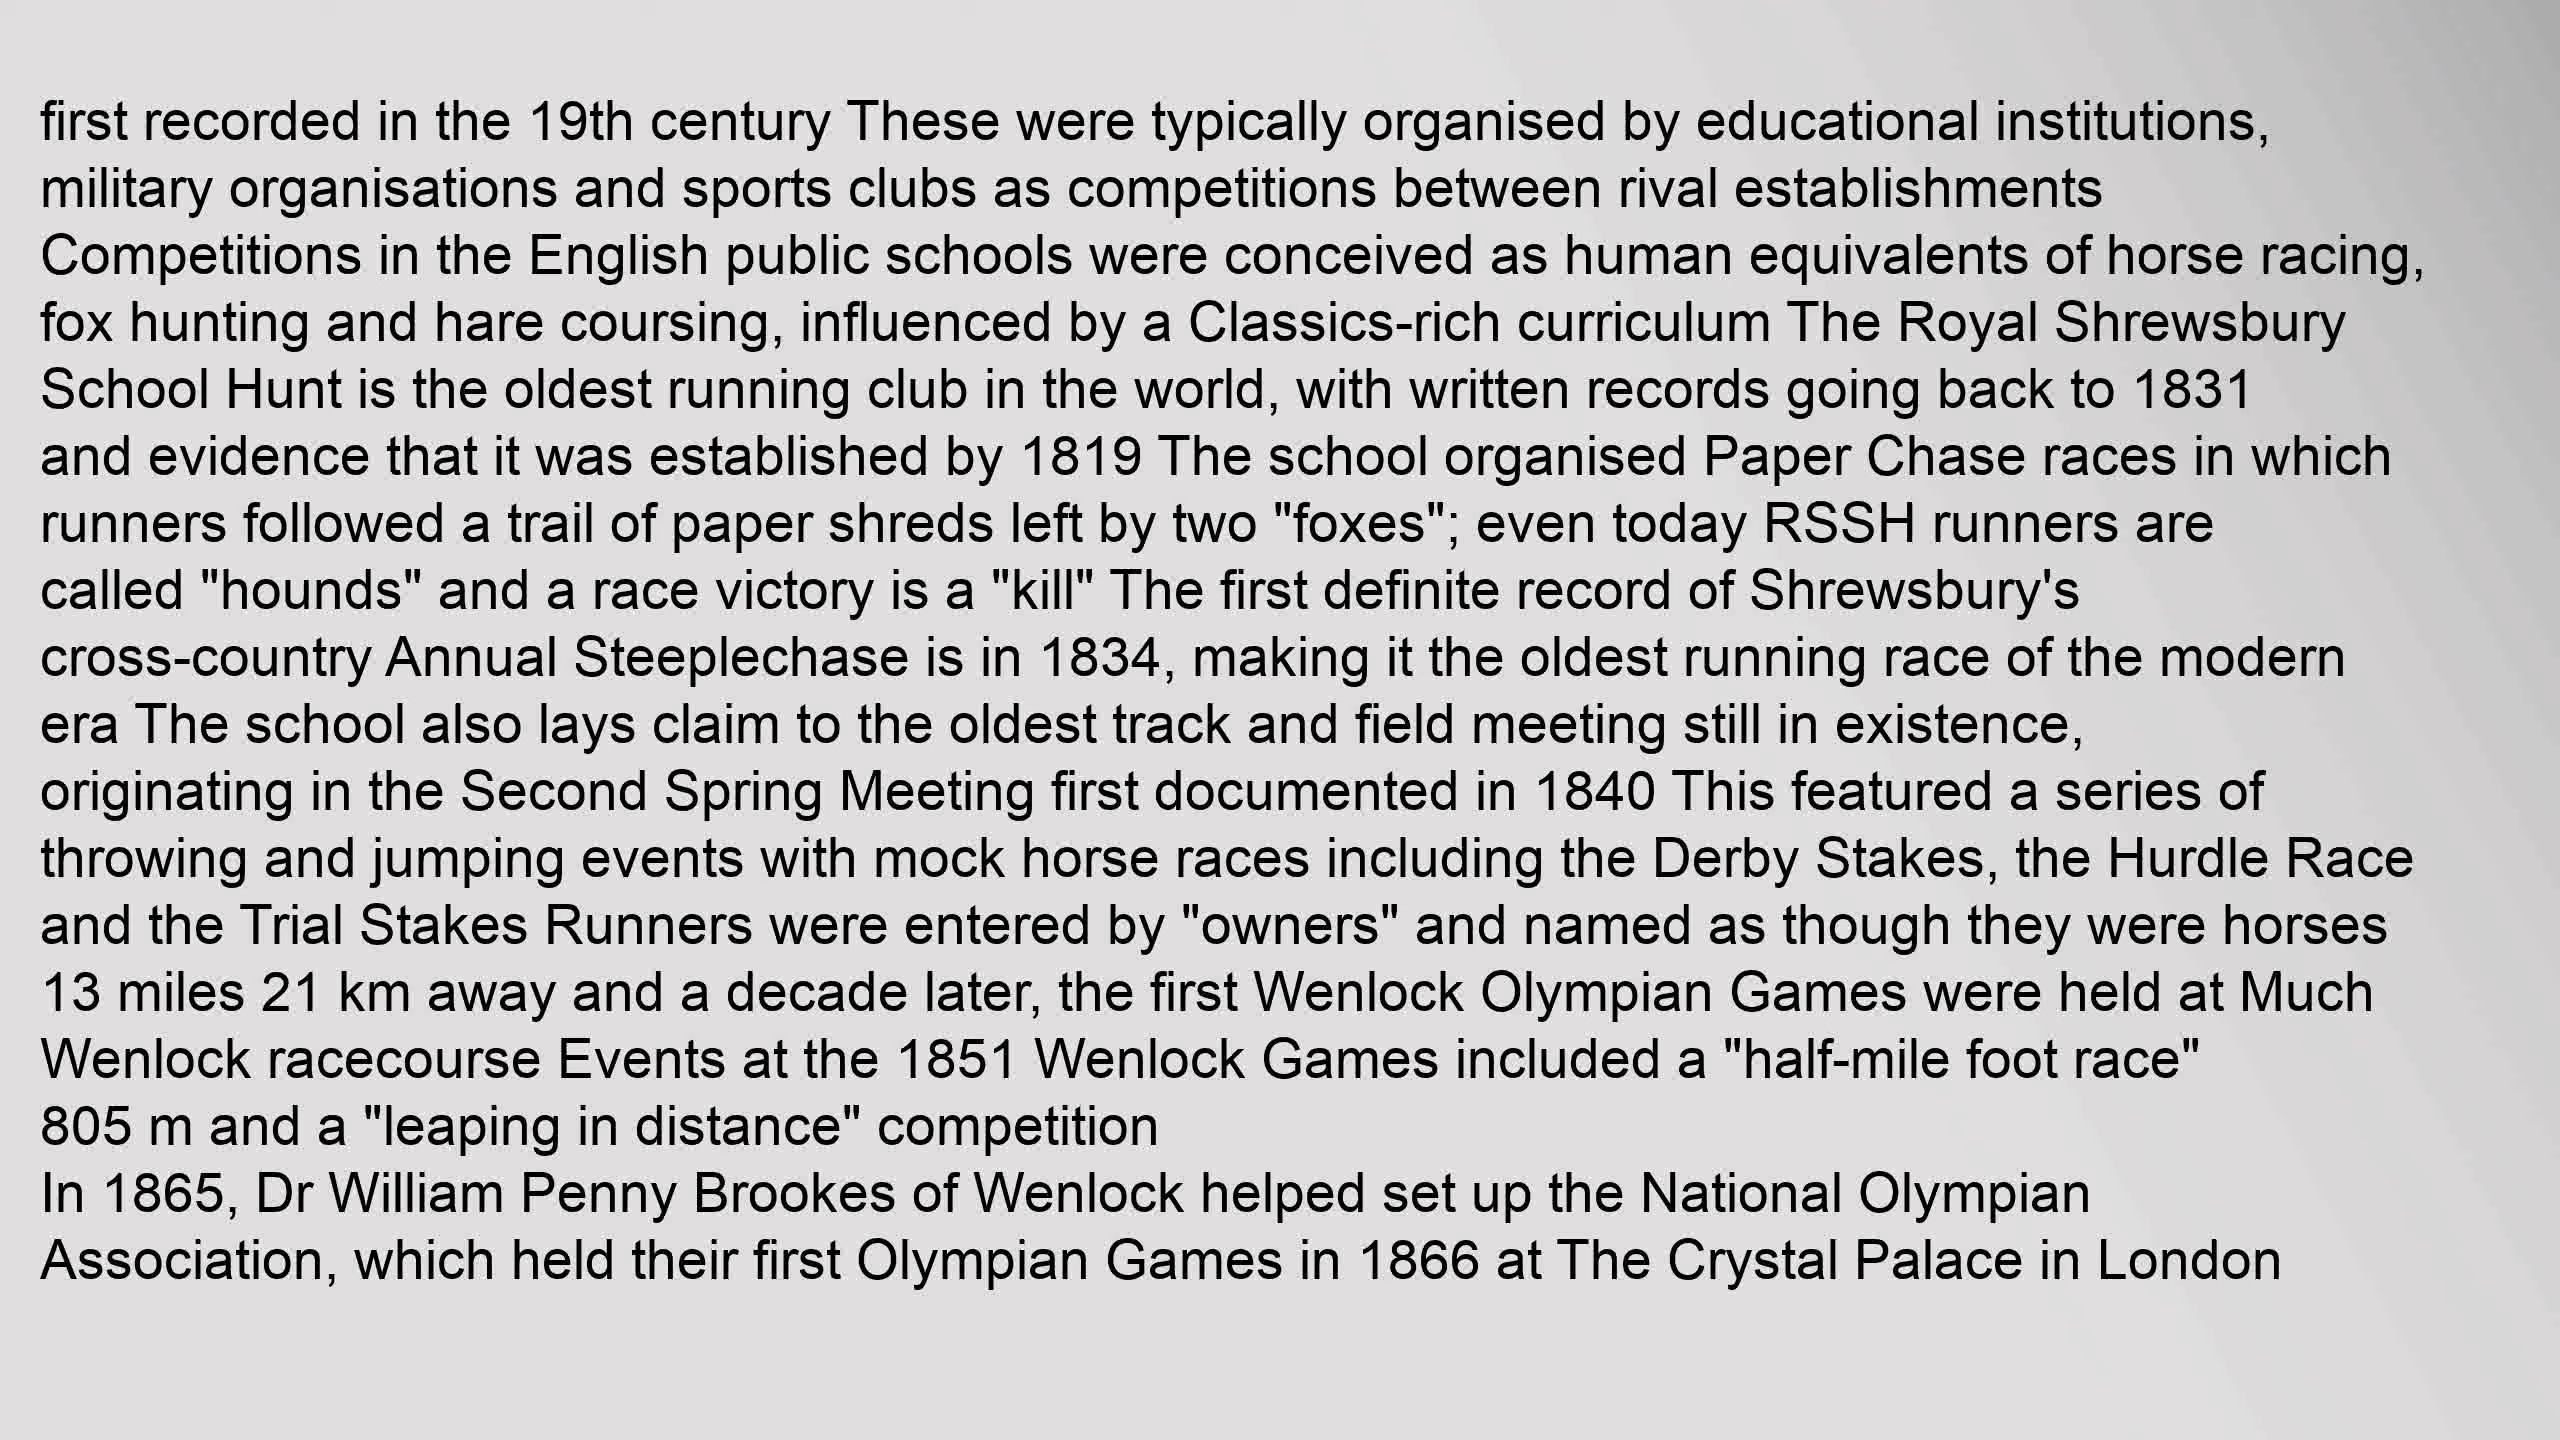 first recorded in the 19th century These were typically organised by educational institutions,
military organisations and sports clubs as competitions between rival establishments
Competitions in the English public schools were conceived as human equivalents of horse racing,
fox hunting and hare coursing, influenced by a Classics-rich curriculum The Royal Shrewsbury
School Hunt is the oldest running club in the world, with written records going back to 1831
and evidence that it was established by 1819 The school organised Paper Chase races in which
runners followed a trail of paper shreds left by two "foxes"; even today RSSH runners are
called "hounds" and a race victory is a "kill" The first definite record of Shrewsbury's
cross-country Annual Steeplechase is in 1834, making it the oldest running race of the modern
era The school also lays claim to the oldest track and field meeting still in existence,
originating in the Second Spring Meeting first documented in 1840 This featured a series of
throwing and jumping events with mock horse races including the Derby Stakes, the Hurdle Race
and the Trial Stakes Runners were entered by "owners" and named as though they were horses
13 miles 21 km away and a decade later, the first Wenlock Olympian Games were held at Much
Wenlock racecourse Events at the 1851 Wenlock Games included a "half-mile foot race"
805 m and a "leaping in distance" competition
In 1865, Dr William Penny Brookes of Wenlock helped set up the National Olympian
Association, which held their first Olympian Games in 1866 at The Crystal Palace in London